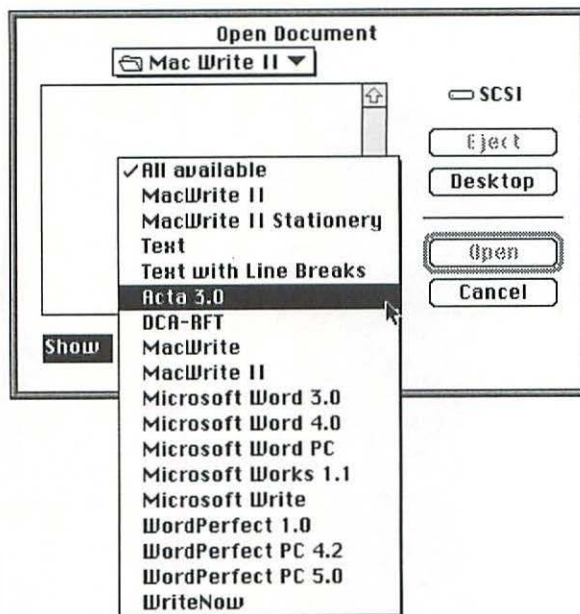 Open Document
Mac Write II
SCSI
Eject
Desktop
Open
Cancel
Show
✓All available
MacWrite II
MacWrite II Stationery
Text
Text with Line Breaks
Acta 3.0
DCA-RFT
MacWrite
MacWrite II
Microsoft Word 3.0
Microsoft Word 4.0
Microsoft Word PC
Microsoft Works 1.1
Microsoft Write
WordPerfect 1.0
WordPerfect PC 4.2
WordPerfect PC 5.0
WriteNow